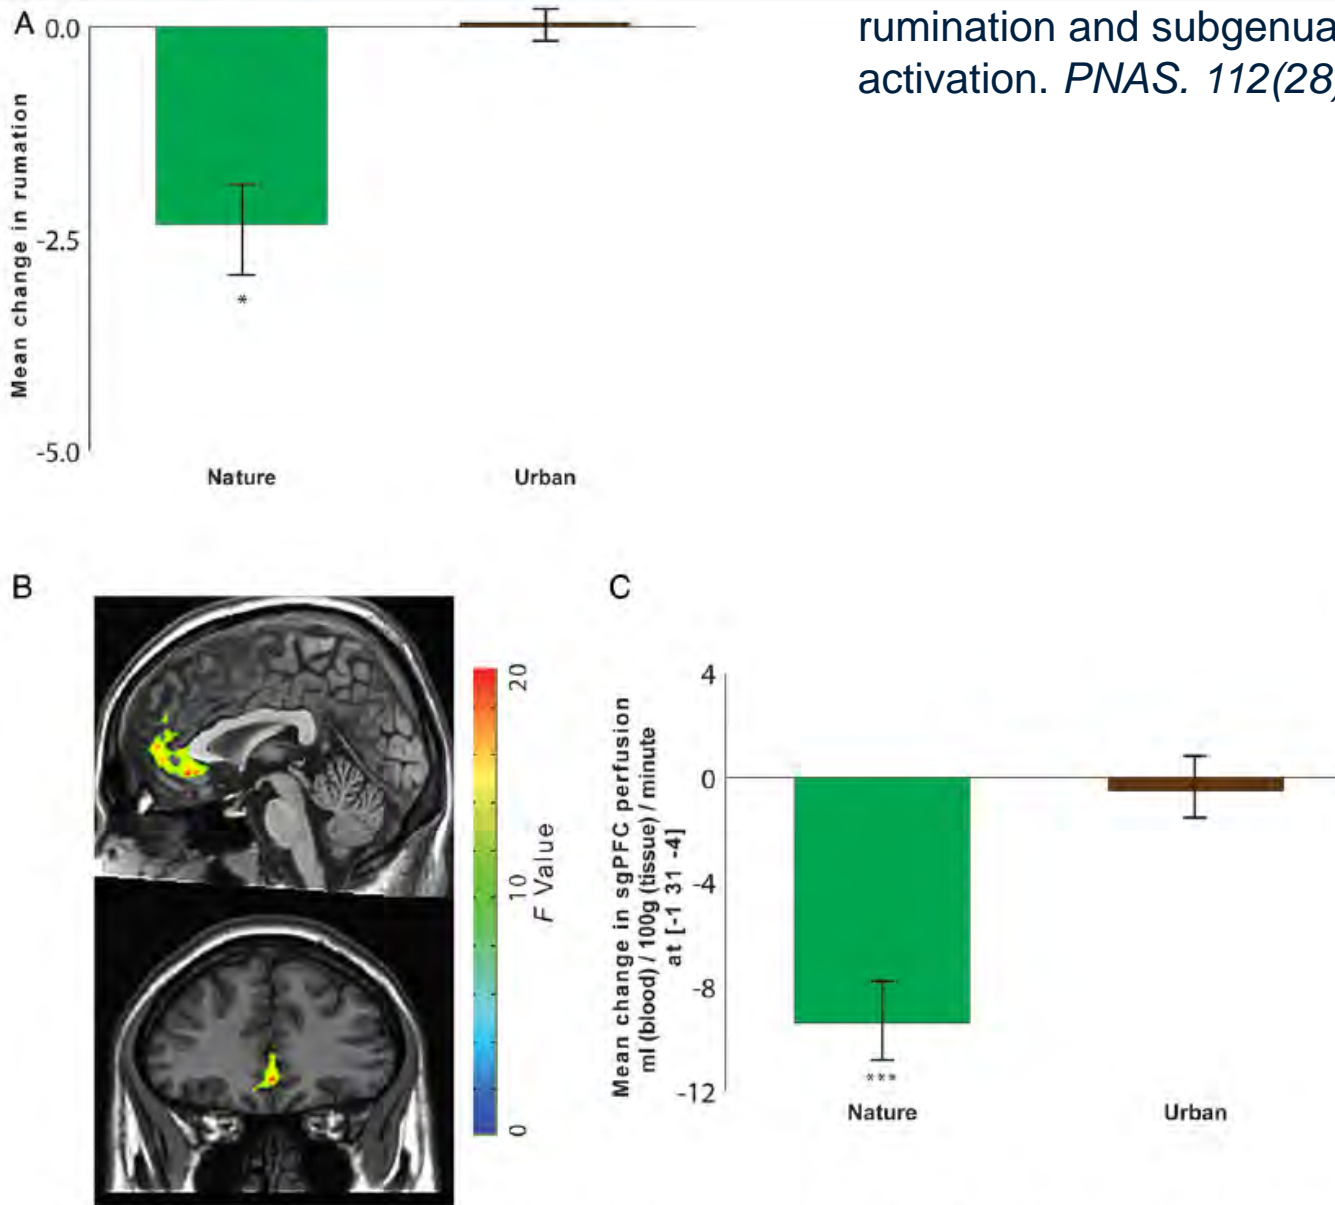 rumination and subgenua
activation. PNAS. 112(28)
A
0.0
-2.5
-5.0
Mean change in rumation
*
Nature
Urban
B
20
10
0
F Value
C
4
0
-4
-8
-12
Mean change in sgPFC perfusion
ml (blood) / 100g (tissue) / minute
at [-1 31 -4]
***
Nature
Urban